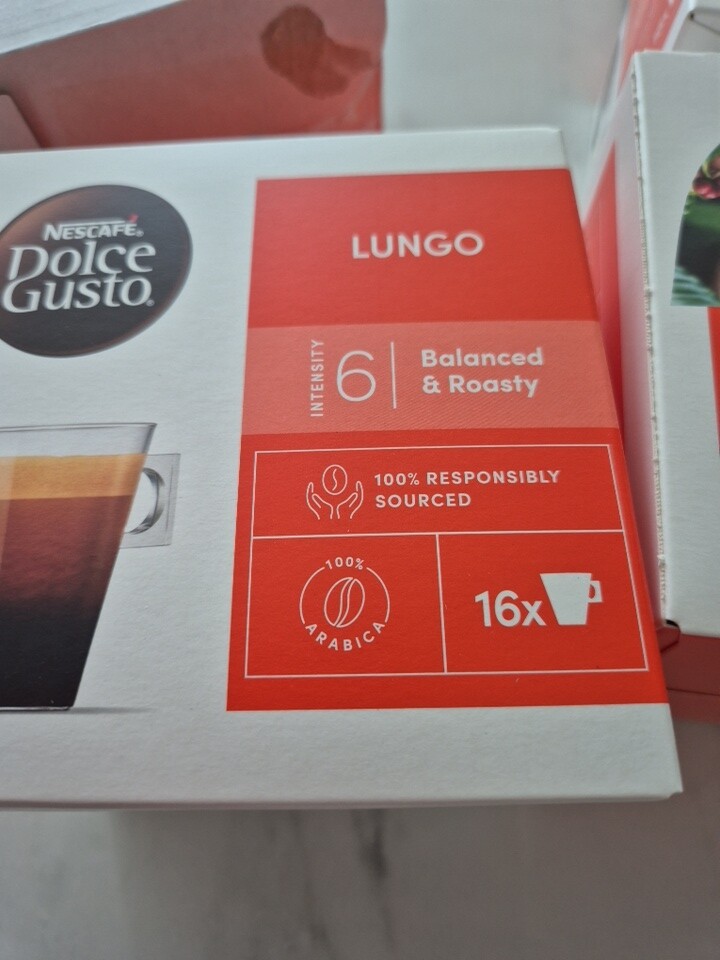 NESCAFÉ®
Dolce
Gusto®
LUNGO
INTENSITY
6
Balanced
& Roasty
100% RESPONSIBLY
SOURCED
100%
ARABICA
16x